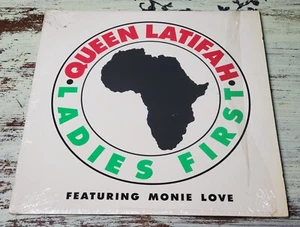 QUEEN LATIFAH
LADIES FIRST
FEATURING MONIE LOVE